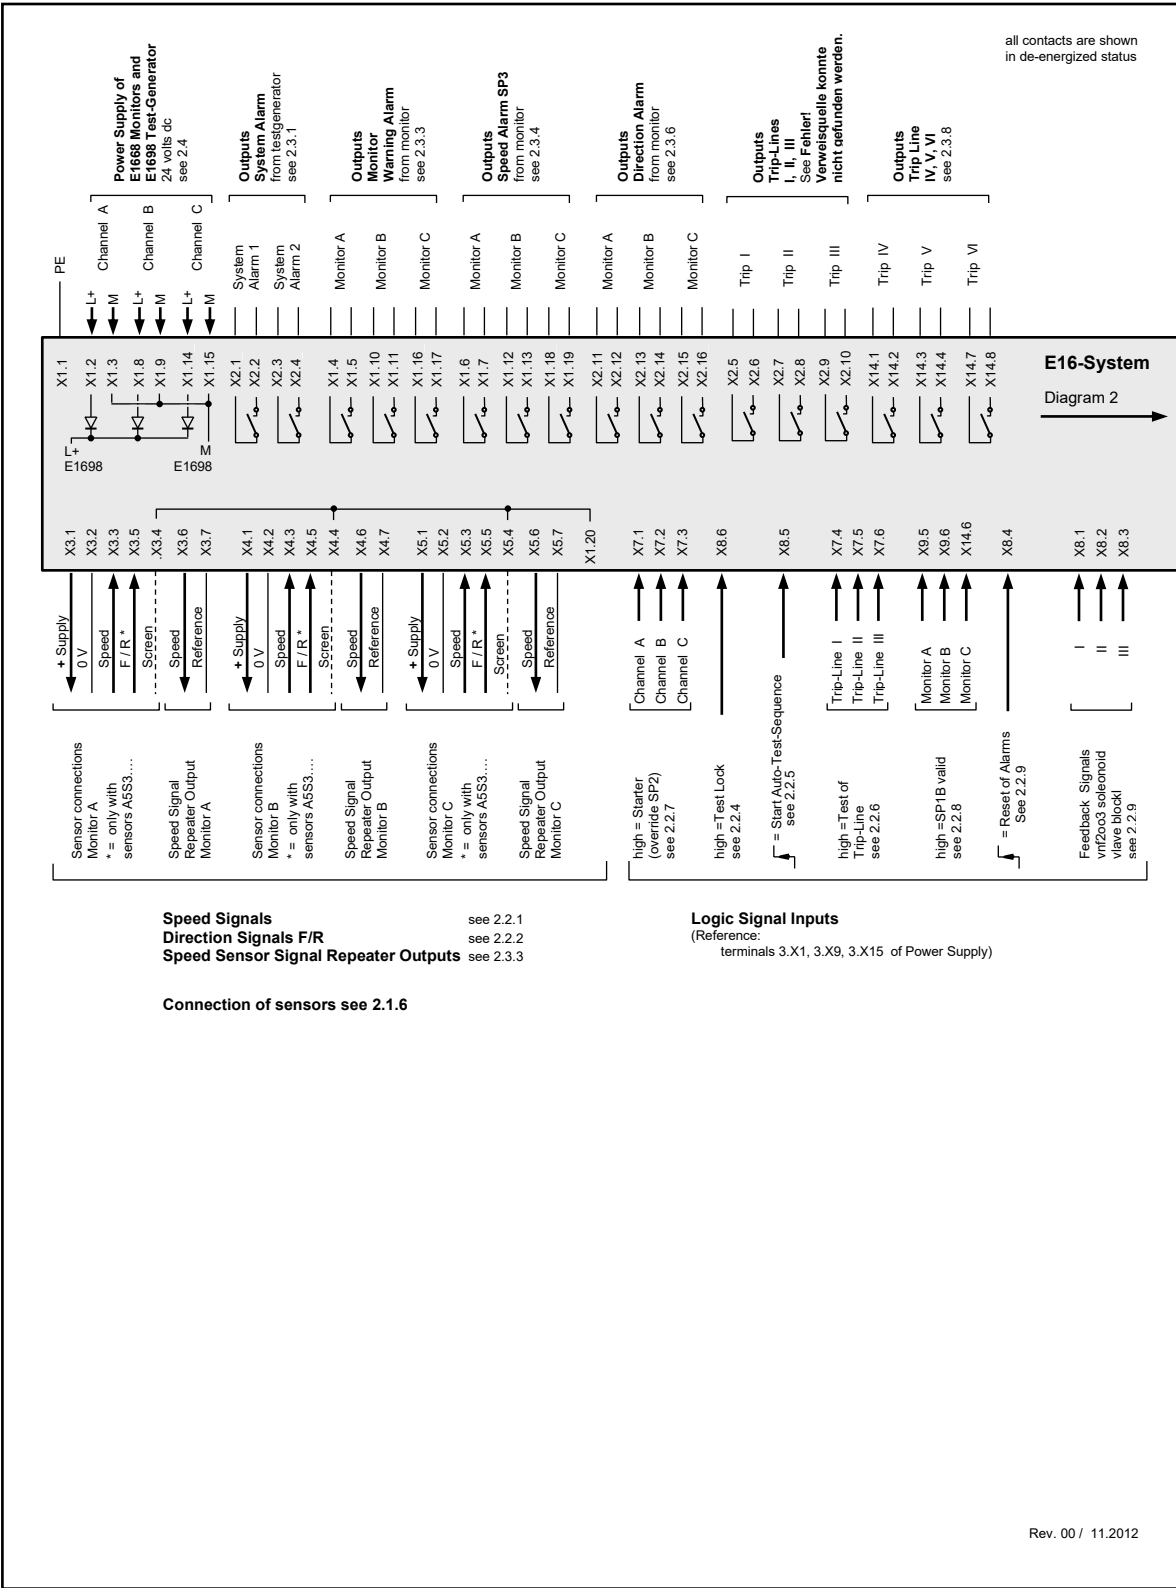 all contacts are shown
in de-energized status
Power Supply of
E1668 Monitors and
E1698 Test-Generator
24 volts dc
see 2.4
Outputs
System Alarm
from testgenerator
see 2.3.1
Outputs
Monitor
Warning Alarm
from monitor
see 2.3.3
Outputs
Speed Alarm SP3
from monitor
see 2.3.4
Outputs
Direction Alarm
from monitor
see 2.3.6
Outputs
Trip-Lines
I, II, III
See Fehler!
Verweisquelle konnte
nicht gefunden werden.
Outputs
Trip Line
IV, V, VI
see 2.3.8
PE
Channel A
Channel B
Channel C
L+
M
L+
M
L+
M
System
Alarm 1
System
Alarm 2
Monitor A
Monitor B
Monitor C
Monitor A
Monitor B
Monitor C
Monitor A
Monitor B
Monitor C
Trip I
Trip II
Trip III
Trip IV
Trip V
Trip VI
X1.1
X1.2
X1.3
X1.8
X1.9
X1.14
X1.15
X2.1
X2.2
X2.3
X2.4
X1.4
X1.5
X1.10
X1.11
X1.16
X1.17
X1.6
X1.7
X1.12
X1.13
X1.18
X1.19
X2.11
X2.12
X2.13
X2.14
X2.15
X2.16
X2.5
X2.6
X2.7
X2.8
X2.9
X2.10
X14.1
X14.2
X14.3
X14.4
X14.7
X14.8
E16-System
Diagram 2
L+
E1698
M
E1698
X3.1
X3.2
X3.3
X3.5
.X3.4
X3.6
X3.7
X4.1
X4.2
X4.3
X4.5
X4.4
X4.6
X4.7
X5.1
X5.2
X5.3
X5.5
X5.4
X5.6
X5.7
X1.20
X7.1
X7.2
X7.3
X8.6
X8.5
X7.4
X7.5
X7.6
X9.5
X9.6
X14.6
X8.4
X8.1
X8.2
X8.3
+ Supply
0 V
Speed
F / R *
Screen
Speed
Reference
+ Supply
0 V
Speed
F / R *
Screen
Speed
Reference
+ Supply
0 V
Speed
F / R *
Screen
Speed
Reference
Channel A
Channel B
Channel C
Trip-Line I
Trip-Line II
Trip-Line III
Monitor A
Monitor B
Monitor C
I
II
III
Sensor connections
Monitor A
* = only with
sensors A5S3....
Speed Signal
Repeater Output
Monitor A
Sensor connections
Monitor B
* = only with
sensors A5S3....
Speed Signal
Repeater Output
Monitor B
Sensor connections
Monitor C
* = only with
sensors A5S3....
Speed Signal
Repeater Output
Monitor C
high = Starter
(override SP2)
see 2.2.7
high =Test Lock
see 2.2.4
= Start Auto-Test-Sequence
see 2.2.5
high =Test of
Trip-Line
see 2.2.6
high =SP1B valid
see 2.2.8
= Reset of Alarms
See 2.2.9
Feedback Signals
vnf2oo3 soleonoid
vlave blockl
see 2.2.9
Speed Signals see 2.2.1
Direction Signals F/R see 2.2.2
Speed Sensor Signal Repeater Outputs see 2.3.3
Logic Signal Inputs
(Reference:
terminals 3.X1, 3.X9, 3.X15 of Power Supply)
Connection of sensors see 2.1.6
Rev. 00 / 11.2012